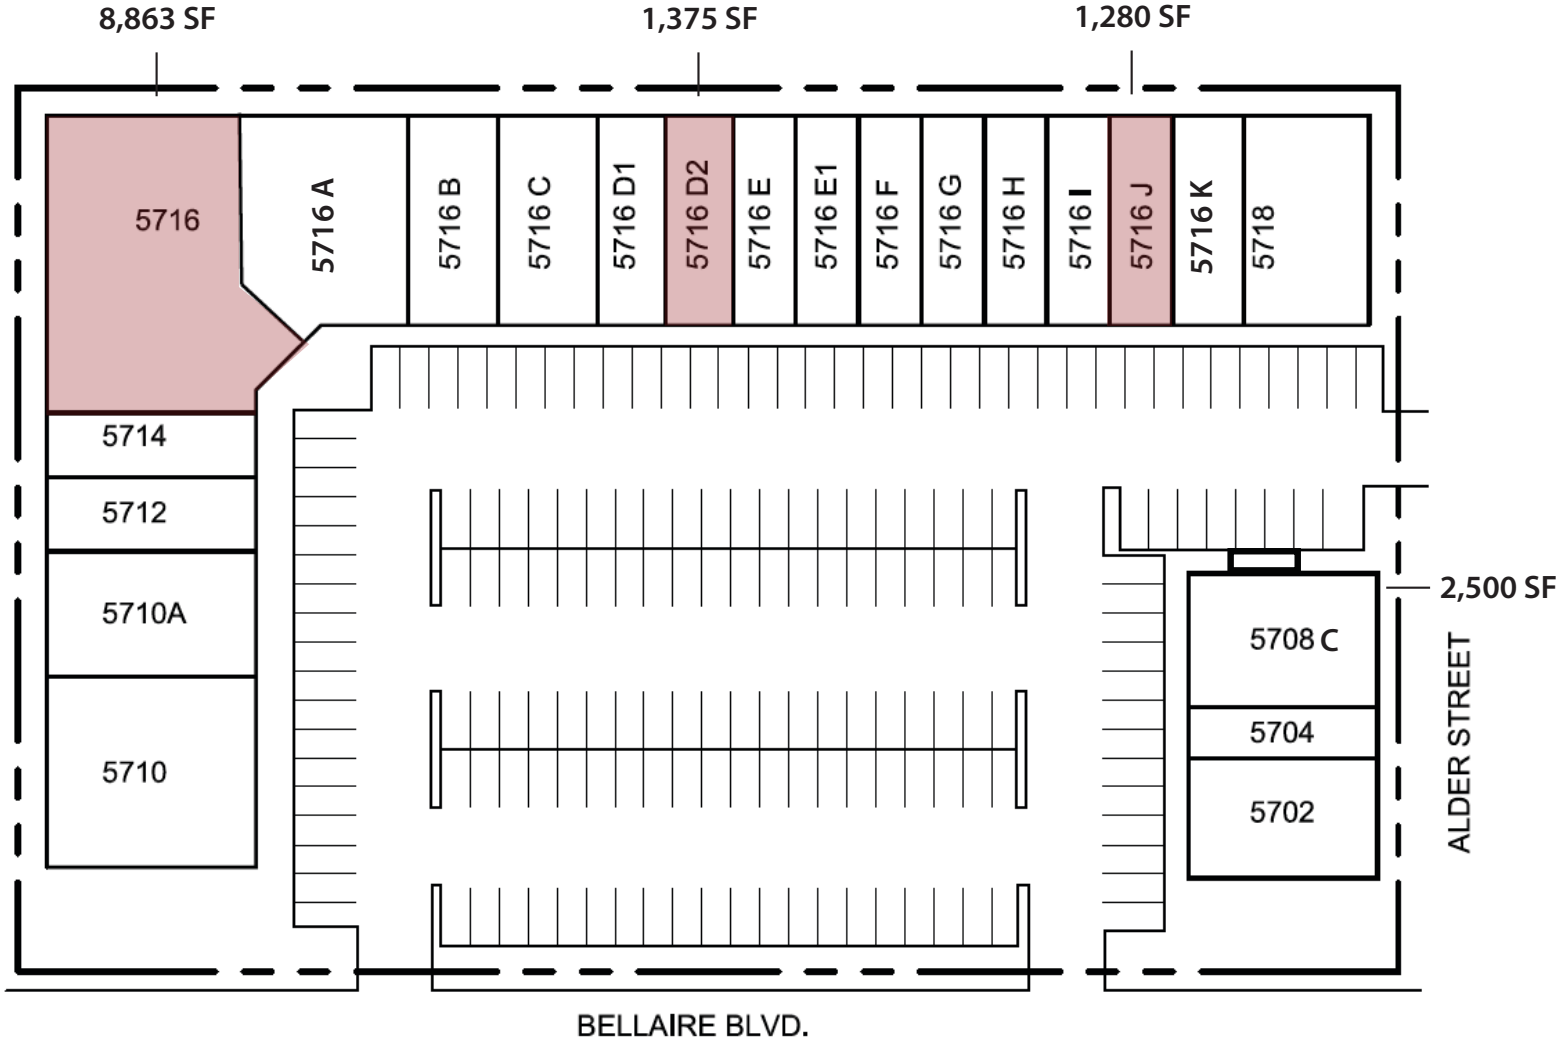 8,863 SF
1,375 SF
1,280 SF
5716
5716 A
5716 B
5716 C
5716 D1
5716 D2
5716 E
5716 E1
5716 F
5716 G
5716 H
5716 I
5716 J
5716 K
5718
5714
5712
5710A
5710
2,500 SF
5708 C
5704
5702
ALDER STREET
BELLAIRE BLVD.